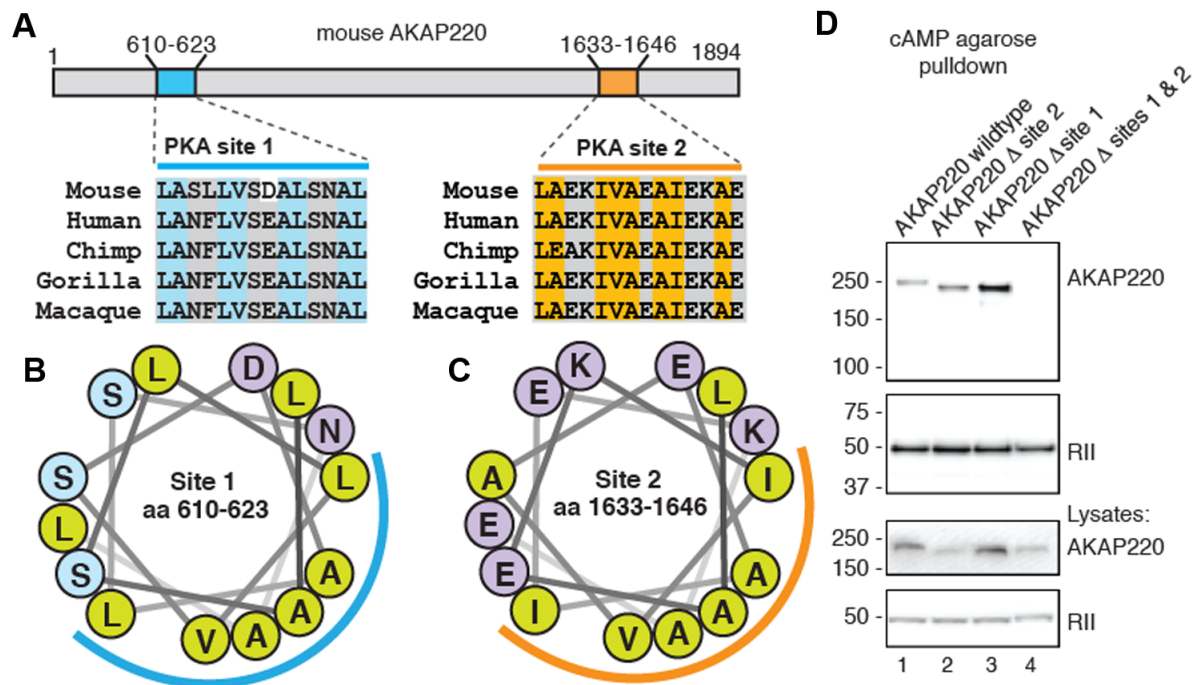 A
mouse AKAP220
1 610-623 1633-1646 1894
PKA site 1
Mouse LASLLVSDALSNAL
Human LANFLVSEALSNAL
Chimp LANFLVSEALSNAL
Gorilla LANFLVSEALSNAL
Macaque LANFLVSEALSNAL
PKA site 2
Mouse LAEKIVAEAIEKAE
Human LAEKIVAEAIEKAE
Chimp LEAKIVAEAIEKAE
Gorilla LAEKIVAEAIEKAE
Macaque LAEKIVAEAIEKAE
B
S L D L N L A A A V L S L S
Site 1
aa 610-623
C
E K E L K I A A A V I E E A
Site 2
aa 1633-1646
D
cAMP agarose
pulldown
AKAP220 wildtype
AKAP220 Δ site 2
AKAP220 Δ site 1
AKAP220 Δ sites 1 & 2
250 -
150 -
100 -
AKAP220
75 -
50 -
37 -
RII
Lysates:
250 -
150 -
AKAP220
50 -
RII
1 2 3 4